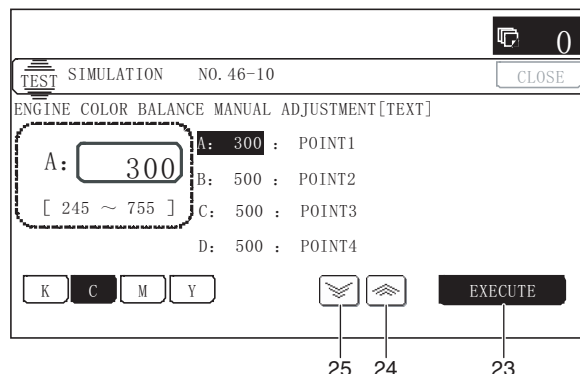 0
TEST SIMULATION NO.46-10
CLOSE
ENGINE COLOR BALANCE MANUAL ADJUSTMENT[TEXT]
A: 300
[ 245 ～ 755 ]
A: 300 : POINT1
B: 500 : POINT2
C: 500 : POINT3
D: 500 : POINT4
K C M Y
EXECUTE
25 24 23